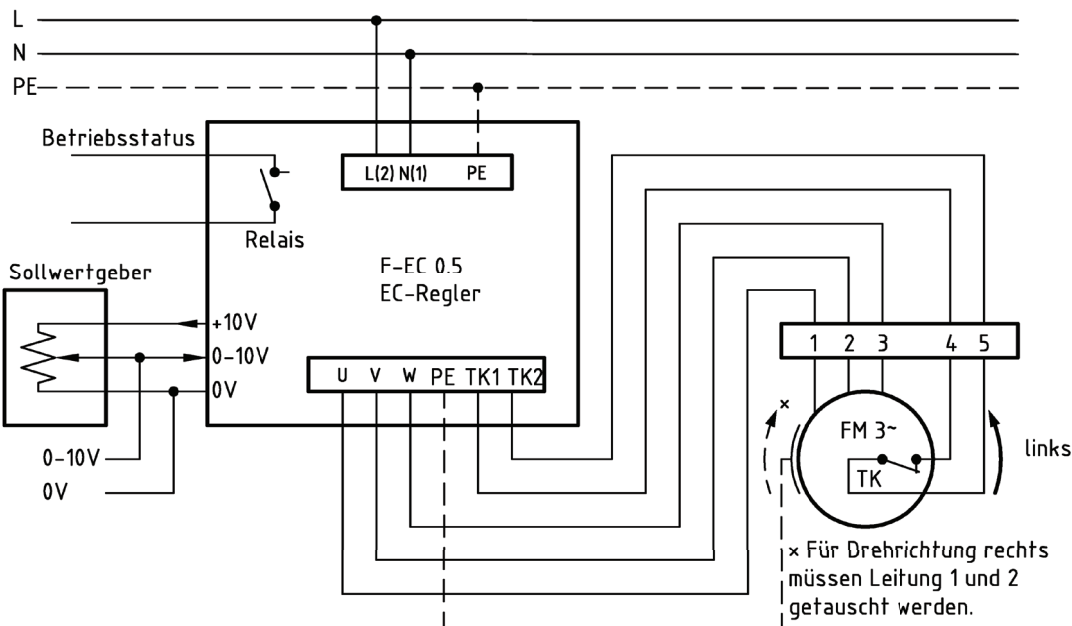 L
N
PE
Betriebsstatus
L(2) N(1) PE
Relais
Sollwertgeber
F-EC 0.5
EC-Regler
+10V
0-10V
0V
U V W PE TK1 TK2
0-10V
0V
1 2 3 4 5
×
FM 3~
TK
links
× Für Drehrichtung rechts
müssen Leitung 1 und 2
getauscht werden.